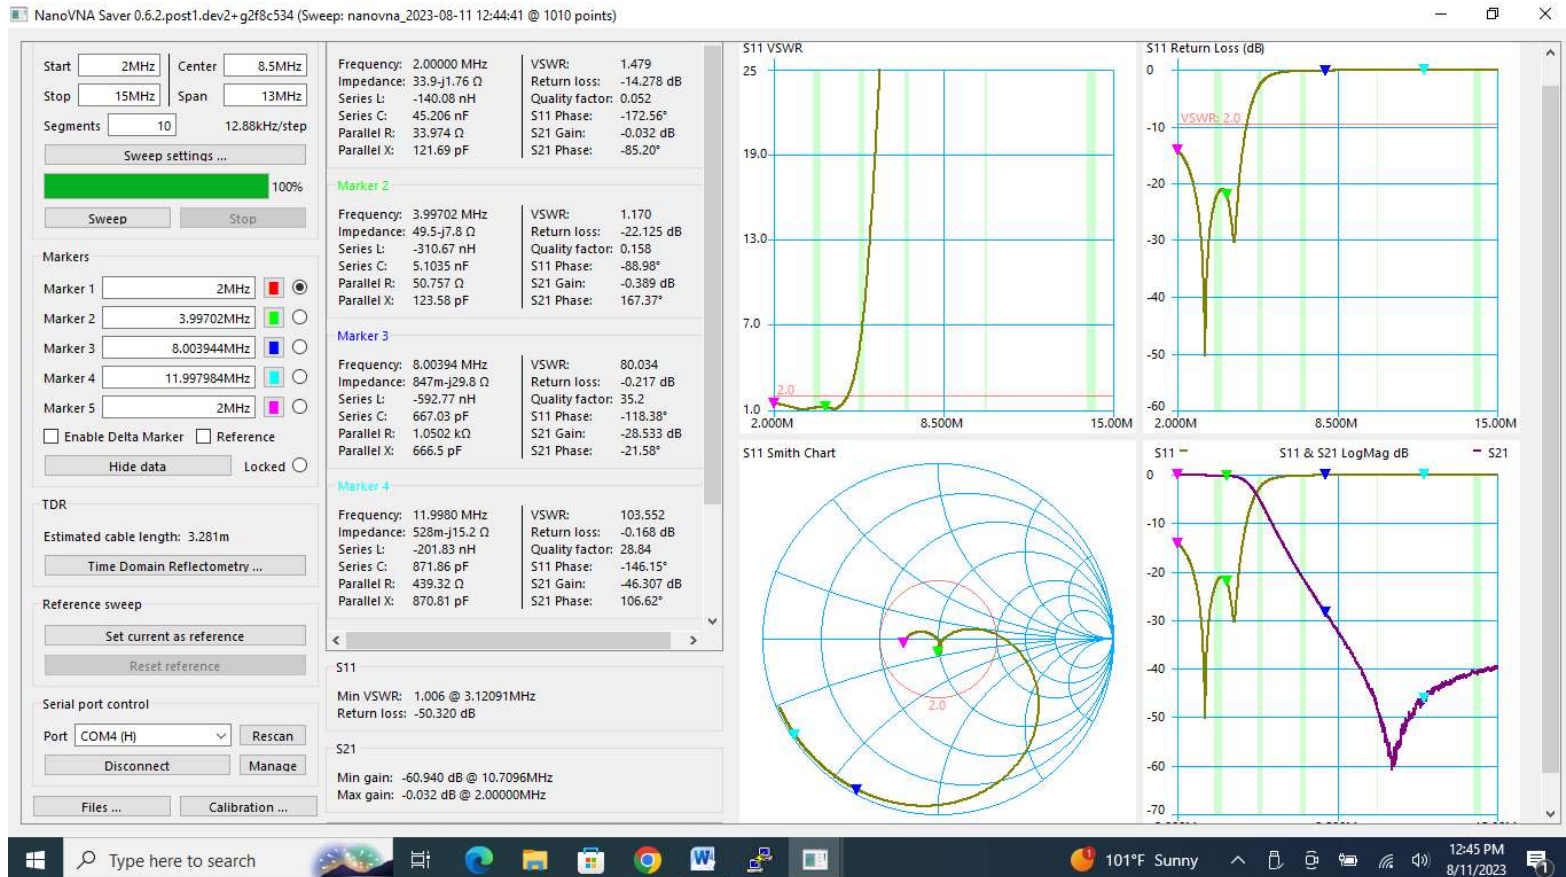 NanoVNA Saver 0.6.2.post1.dev2+g2f8c534 (Sweep: nanovna_2023-08-11 12:44:41 @ 1010 points)
Start 2MHz Center 8.5MHz
Stop 15MHz Span 13MHz
Segments 10 12.88kHz/step
Sweep settings ...
100%
Sweep Stop
Markers
Marker 1 2MHz
Marker 2 3.99702MHz
Marker 3 8.003944MHz
Marker 4 11.997984MHz
Marker 5 2MHz
Enable Delta Marker Reference
Hide data Locked
TDR
Estimated cable length: 3.281m
Time Domain Reflectometry ...
Reference sweep
Set current as reference
Reset reference
Serial port control
Port COM4 (H) Rescan
Disconnect Manage
Files ... Calibration ...
Frequency: 2.00000 MHz VSWR: 1.479
Impedance: 33.9-j1.76 Ω Return loss: -14.278 dB
Series L: -140.08 nH Quality factor: 0.052
Series C: 45.206 nF S11 Phase: -172.56°
Parallel R: 33.974 Ω S21 Gain: -0.032 dB
Parallel X: 121.69 pF S21 Phase: -85.20°
Marker 2
Frequency: 3.99702 MHz VSWR: 1.170
Impedance: 49.5-j7.8 Ω Return loss: -22.125 dB
Series L: -310.67 nH Quality factor: 0.158
Series C: 5.1035 nF S11 Phase: -88.98°
Parallel R: 50.757 Ω S21 Gain: -0.389 dB
Parallel X: 123.58 pF S21 Phase: 167.37°
Marker 3
Frequency: 8.00394 MHz VSWR: 80.034
Impedance: 847m-j29.8 Ω Return loss: -0.217 dB
Series L: -592.77 nH Quality factor: 35.2
Series C: 667.03 pF S11 Phase: -118.38°
Parallel R: 1.0502 kΩ S21 Gain: -28.533 dB
Parallel X: 666.5 pF S21 Phase: -21.58°
Marker 4
Frequency: 11.9980 MHz VSWR: 103.552
Impedance: 528m-j15.2 Ω Return loss: -0.168 dB
Series L: -201.83 nH Quality factor: 28.84
Series C: 871.86 pF S11 Phase: -146.15°
Parallel R: 439.32 Ω S21 Gain: -46.307 dB
Parallel X: 870.81 pF S21 Phase: 106.62°
S11
Min VSWR: 1.006 @ 3.12091MHz
Return loss: -50.320 dB
S21
Min gain: -60.940 dB @ 10.7096MHz
Max gain: -0.032 dB @ 2.00000MHz
S11 VSWR
25
19.0
13.0
7.0
2.0
1.0
2.000M 8.500M 15.00M
S11 Return Loss (dB)
0
VSWR: 2.0
-10
-20
-30
-40
-50
-60
2.000M 8.500M 15.00M
S11 Smith Chart
2.0
S11 S11 & S21 LogMag dB S21
0
-10
-20
-30
-40
-50
-60
-70
Type here to search
101°F Sunny
12:45 PM
8/11/2023
1